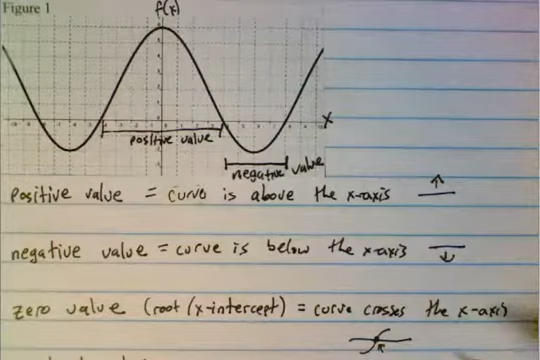 Figure 1
f(x)
x
positive value
negative value
positive value = curve is above the x-axis
negative value = curve is below the x-axis
zero value (root/x-intercept) = curve crosses the x-axis